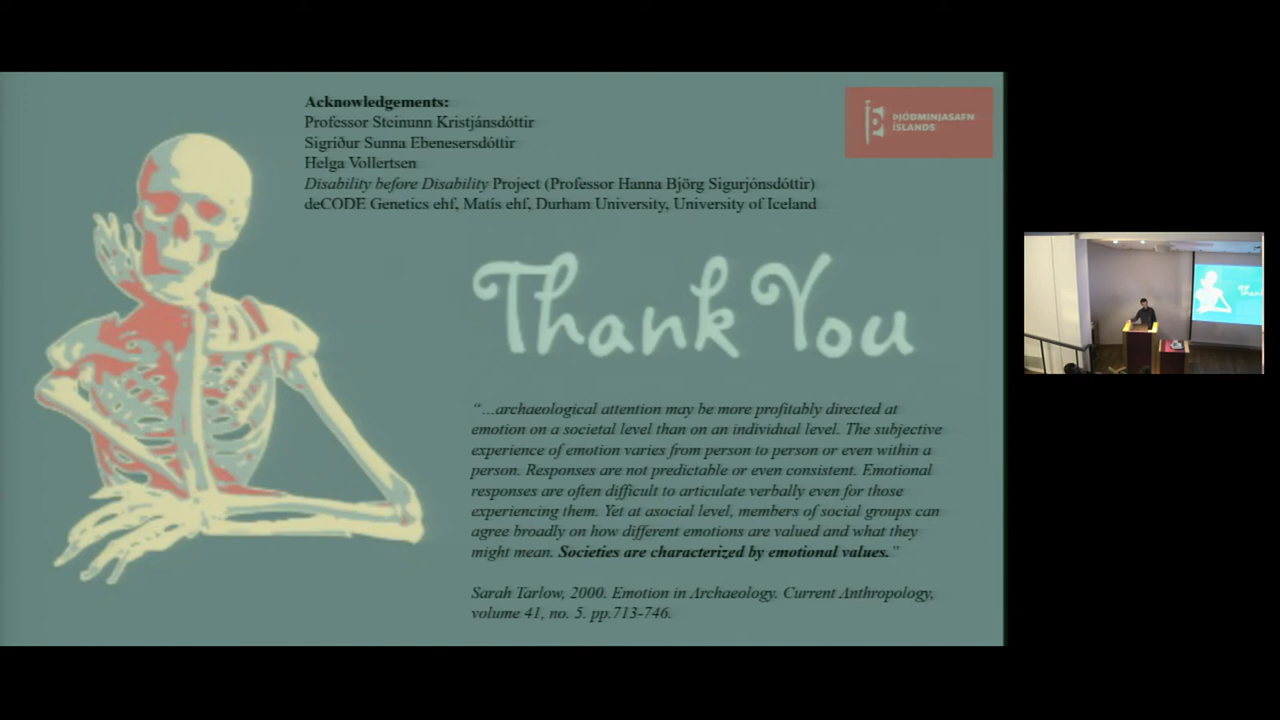 Acknowledgements:
Professor Steinunn Kristjánsdóttir
Sigríður Sunna Ebenesersdóttir
Helga Vollertsen
Disability before Disability Project (Professor Hanna Björg Sigurjónsdóttir)
deCODE Genetics ehf, Matís ehf, Durham University, University of Iceland
ÞJÓÐMINJASAFN
ÍSLANDS
Thank You
“…archaeological attention may be more profitably directed at
emotion on a societal level than on an individual level. The subjective
experience of emotion varies from person to person or even within a
person. Responses are not predictable or even consistent. Emotional
responses are often difficult to articulate verbally even for those
experiencing them. Yet at asocial level, members of social groups can
agree broadly on how different emotions are valued and what they
might mean. Societies are characterized by emotional values.”
Sarah Tarlow, 2000. Emotion in Archaeology. Current Anthropology,
volume 41, no. 5. pp.713-746.
Thank